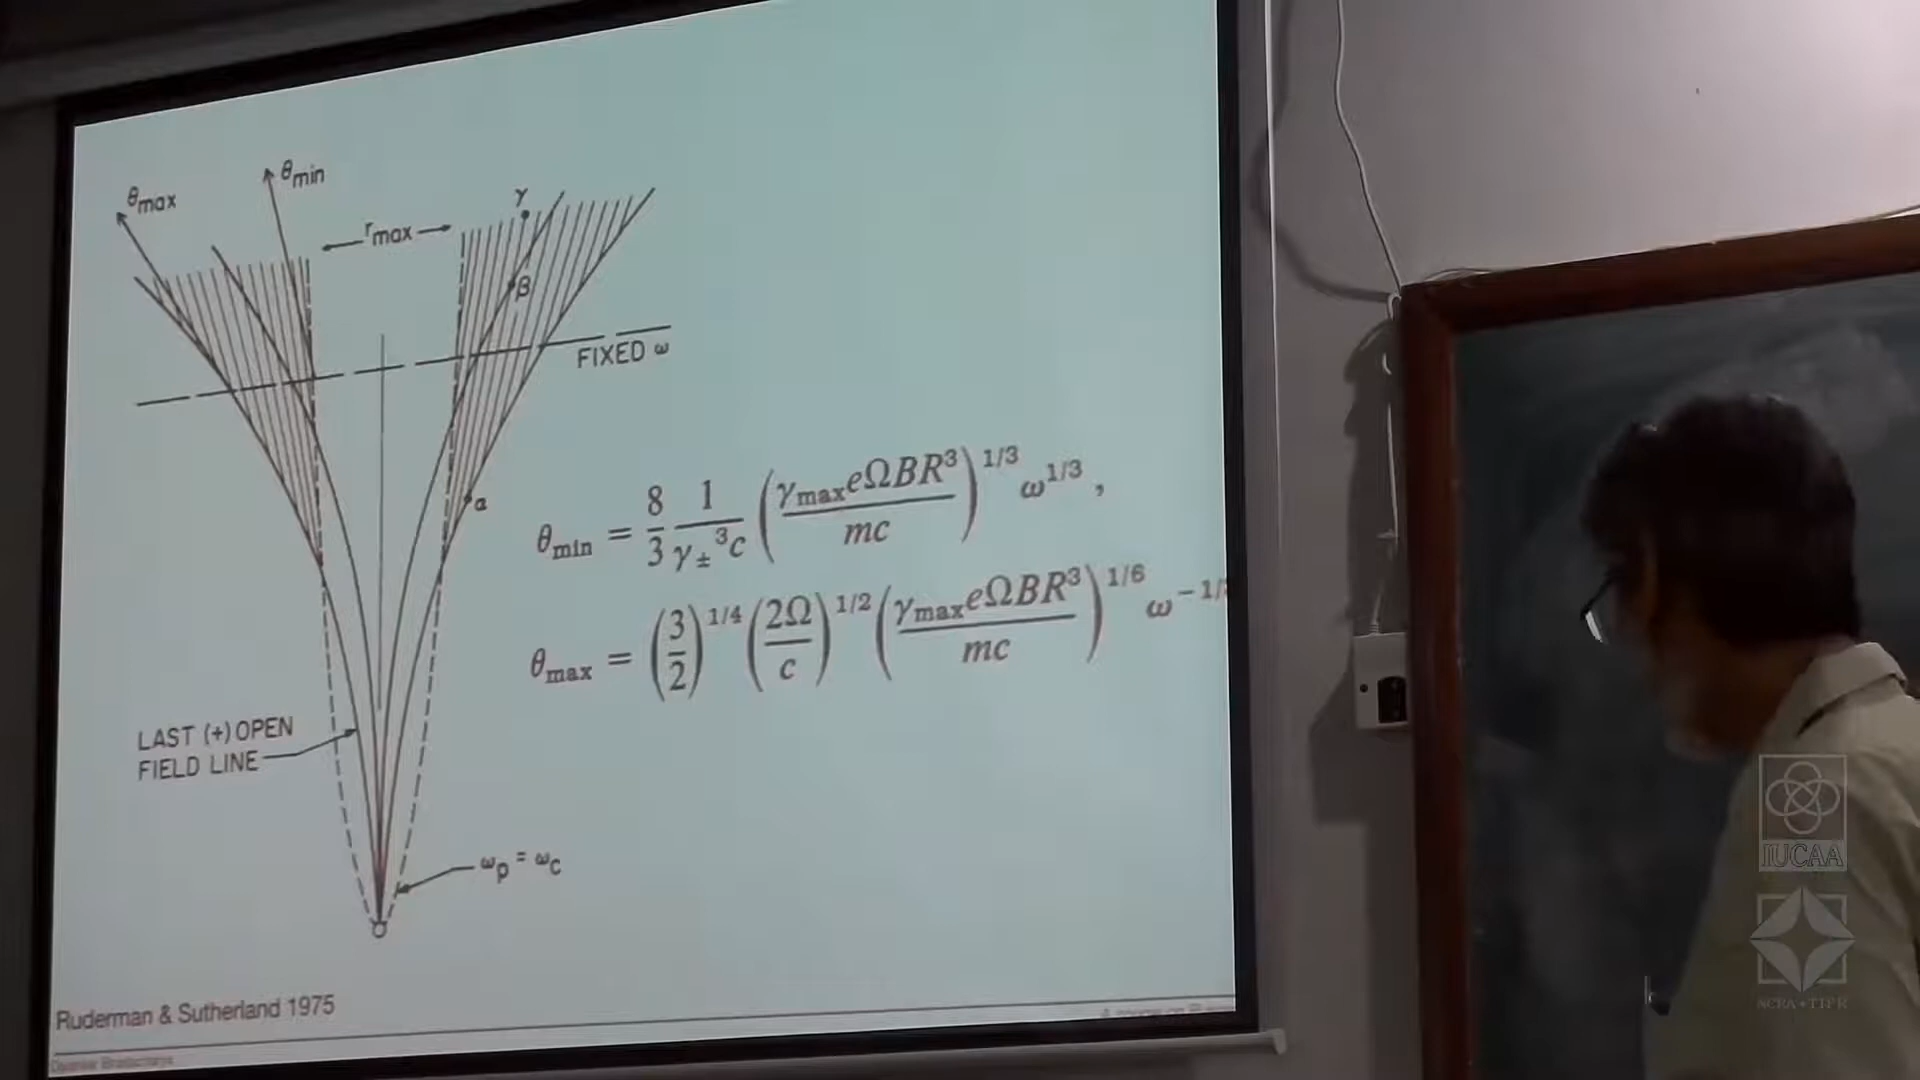 θmax
θmin
γ
rmax
β
FIXED ω
α
θmin = 8/3 1/γ±³c (γmaxeΩBR³/mc)^1/3 ω^1/3 ,
θmax = (3/2)^1/4 (2Ω/c)^1/2 (γmaxeΩBR³/mc)^1/6
LAST (+) OPEN
FIELD LINE
ωp = ωc
Ruderman & Sutherland 1975
IUCAA
NCRA • TIFR